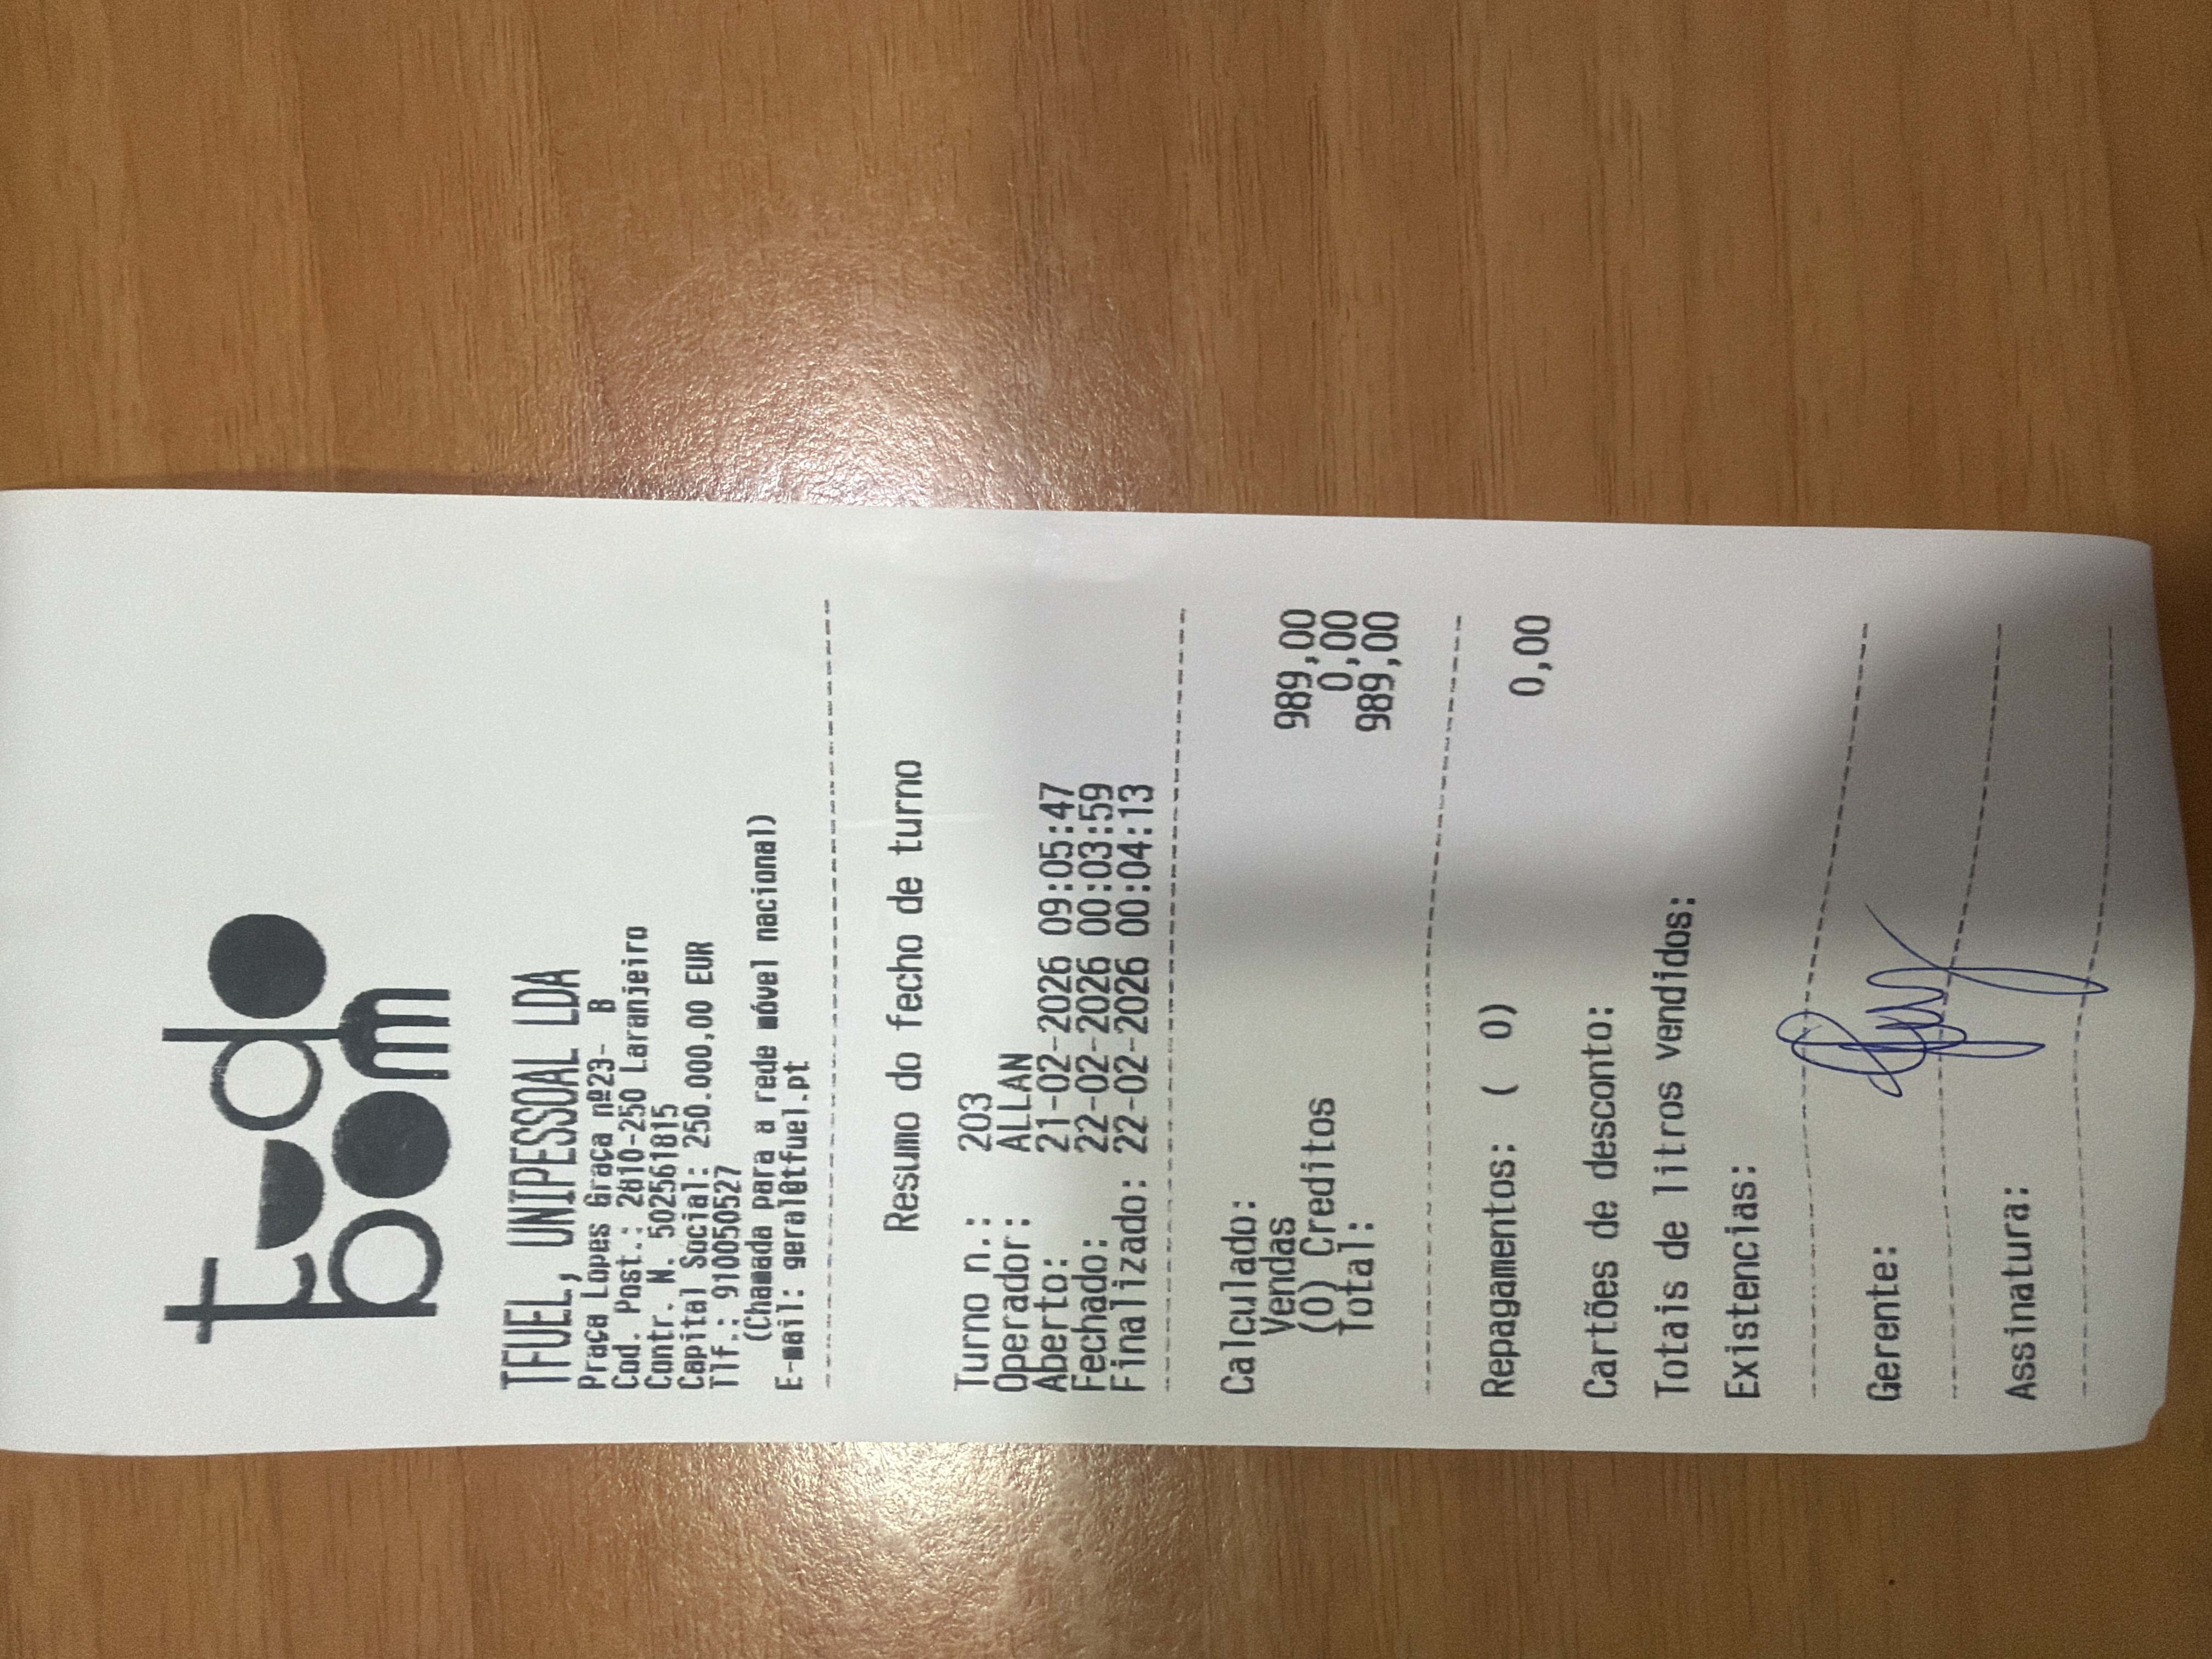 tudo
bom
TFUEL, UNIPESSOAL LDA
Praça Lopes Graça nº23- B
Cod. Post.: 2810-250 Laranjeiro
Contr. N. 502561815
Capital Social: 250.000,00 EUR
Tlf.: 910050527
(Chamada para a rede móvel nacional)
E-mail: geral@tfuel.pt
Resumo do fecho de turno
Turno n.: 203
Operador: ALLAN
Aberto: 21-02-2026 09:05:47
Fechado: 22-02-2026 00:03:59
Finalizado: 22-02-2026 00:04:13
Calculado:
Vendas 989,00
(0) Creditos 0,00
Total: 989,00
Repagamentos: ( 0) 0,00
Cartões de desconto:
Totais de litros vendidos:
Existencias:
Gerente:
Assinatura: